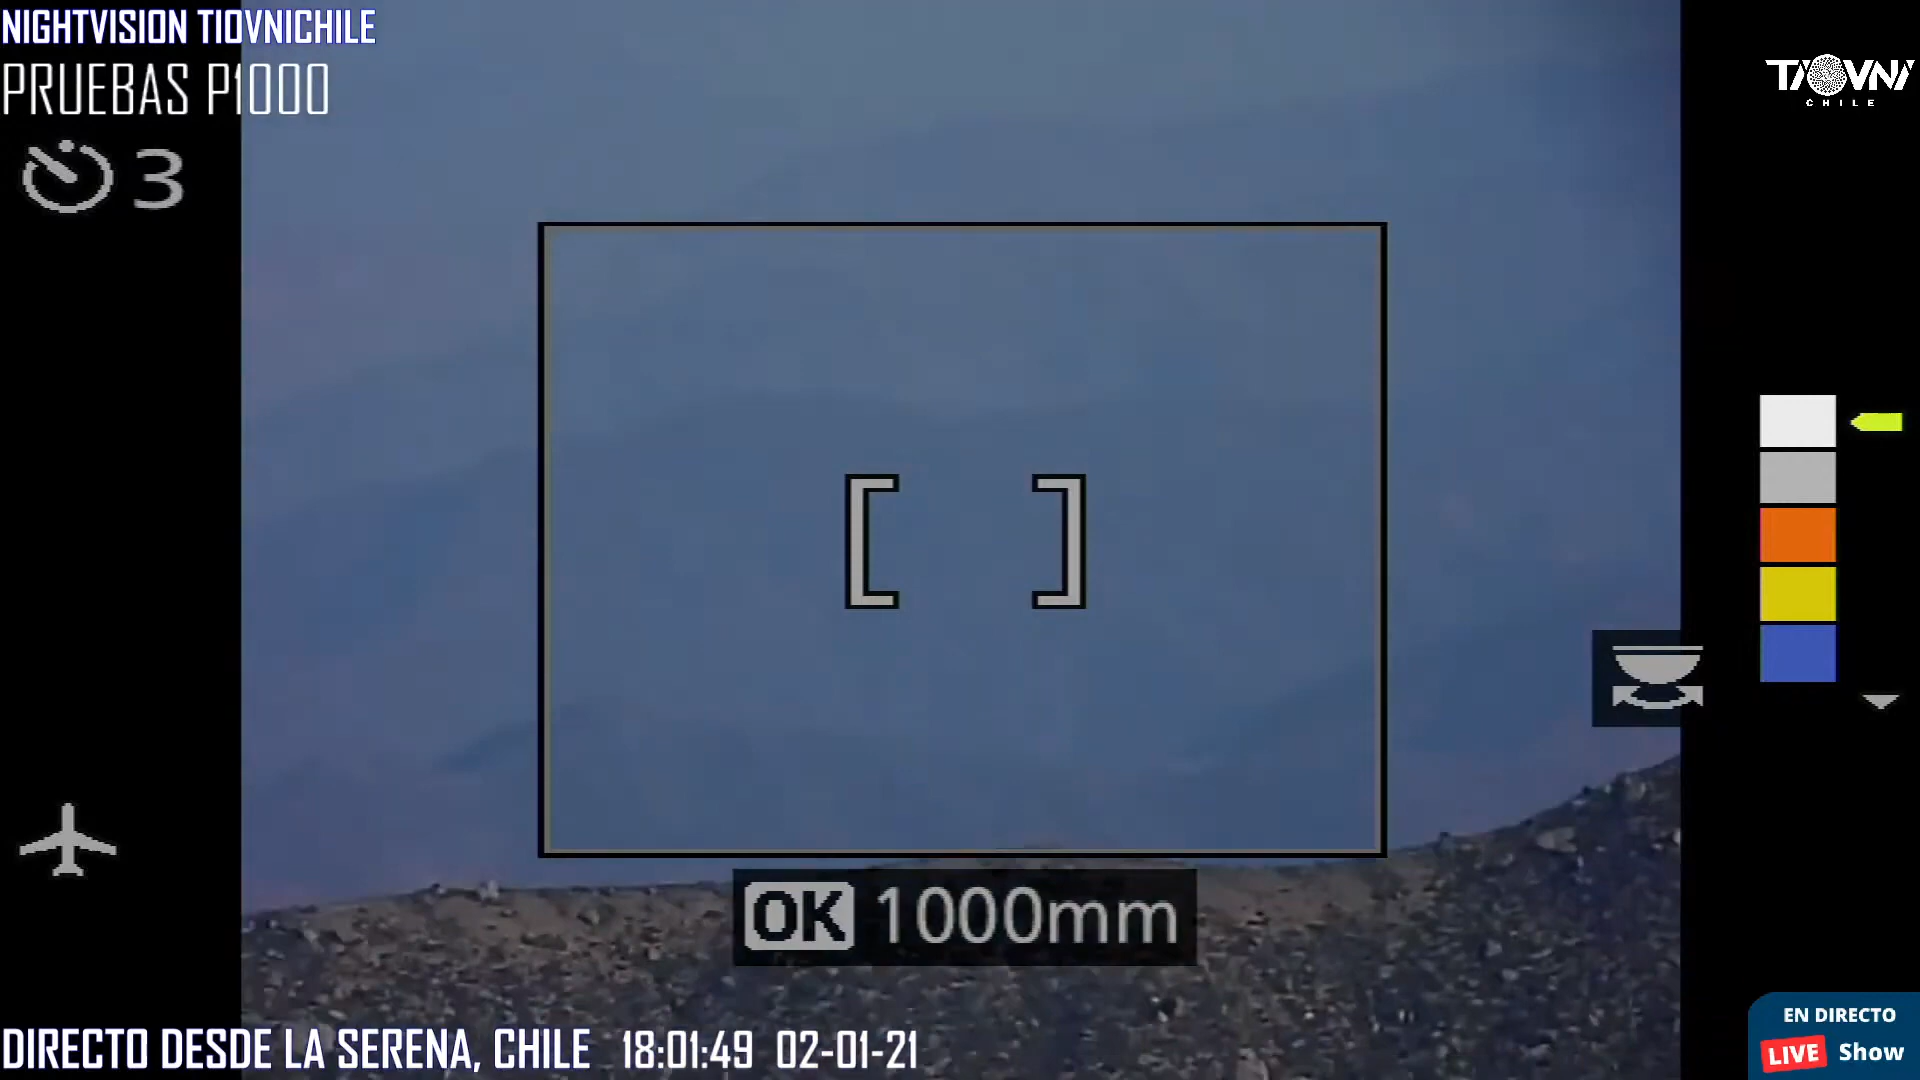 NIGHTVISION TIOVNICHILE
PRUEBAS P1000
3
TIOVNI
CHILE
OK 1000mm
DIRECTO DESDE LA SERENA, CHILE 18:01:49 02-01-21
EN DIRECTO
LIVE Show